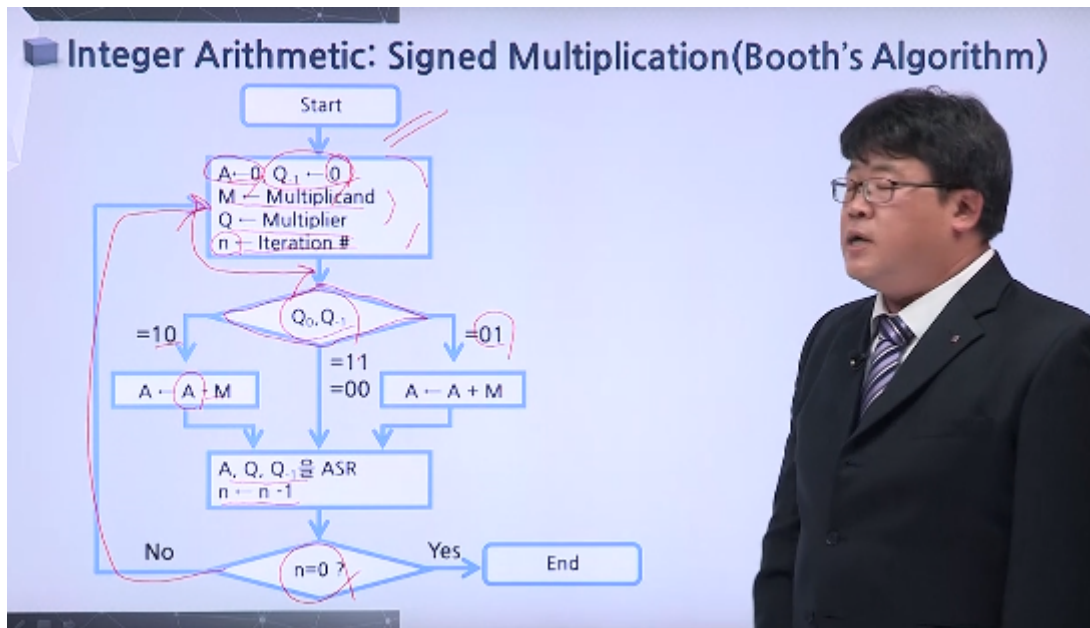 Integer Arithmetic: Signed Multiplication(Booth's Algorithm)
Start
A←0 Q₋₁ ← 0
M ← Multiplicand
Q ← Multiplier
n ← Iteration #
Q₀,Q₋₁
=10
=01
=11
=00
A ← A - M
A ← A + M
A, Q, Q₋₁을 ASR
n ← n -1
No
n=0 ?
Yes
End